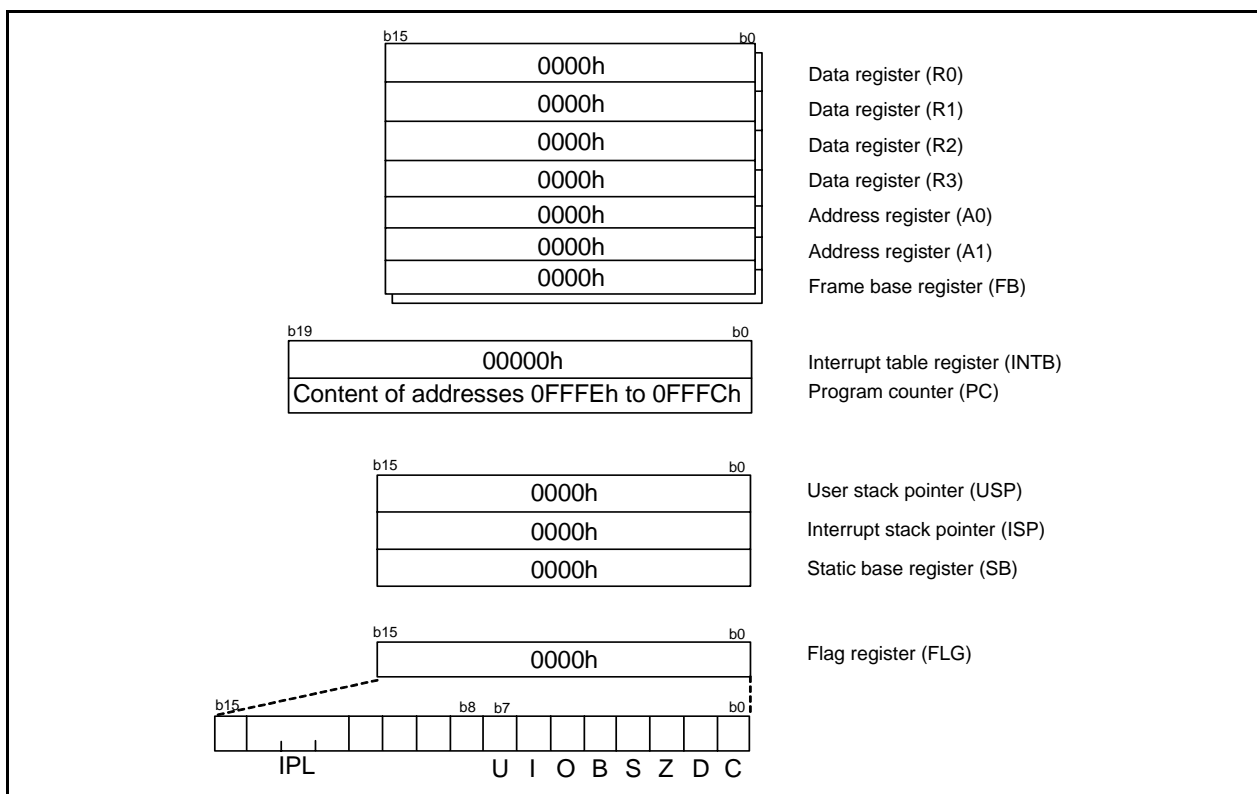 b15 b0
0000h Data register (R0)
0000h Data register (R1)
0000h Data register (R2)
0000h Data register (R3)
0000h Address register (A0)
0000h Address register (A1)
0000h Frame base register (FB)
b19 b0
00000h Interrupt table register (INTB)
Content of addresses 0FFFEh to 0FFFCh Program counter (PC)
b15 b0
0000h User stack pointer (USP)
0000h Interrupt stack pointer (ISP)
0000h Static base register (SB)
b15 b0
0000h Flag register (FLG)
b15 b8 b7 b0
IPL U I O B S Z D C